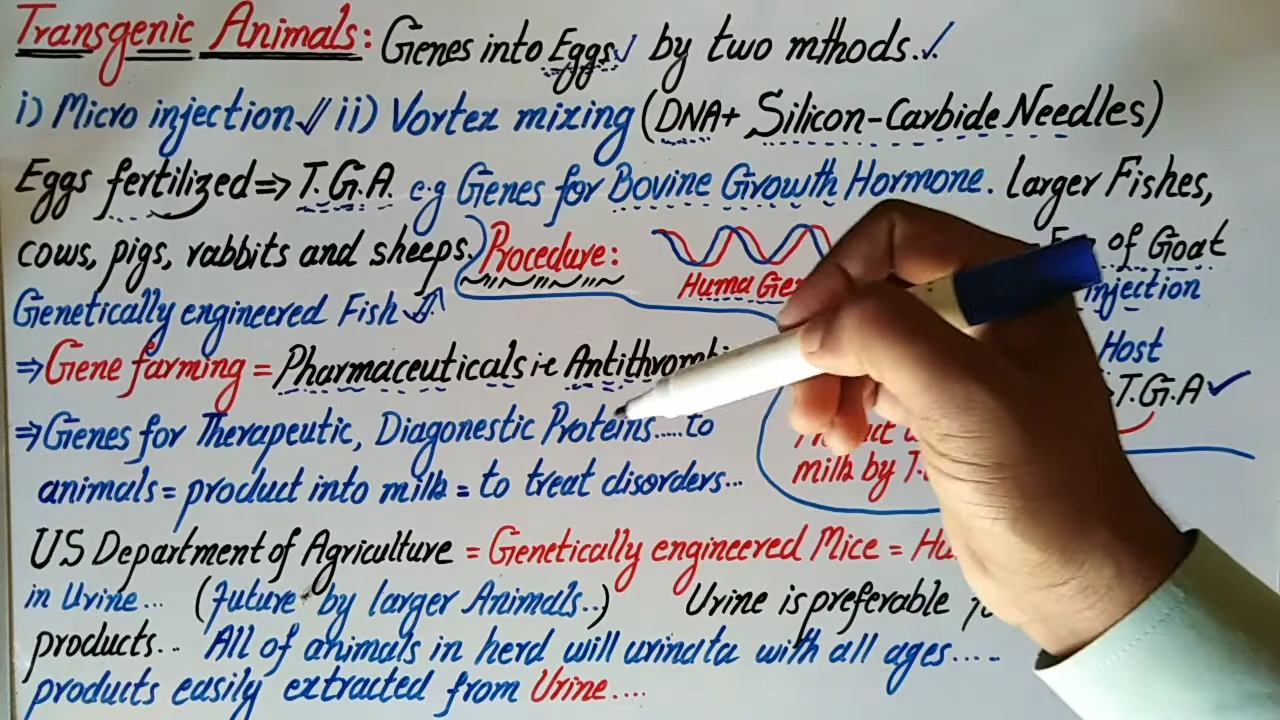 Transgenic Animals: Genes into Eggs by two mthods.
i) Micro injection ii) Vortex mixing (DNA+ Silicon-Carbide Needles)
Eggs fertilized ⇒ T.G.A. e.g Genes for Bovine Growth Hormone. larger Fishes,
cows, pigs, rabbits and sheeps. Procedure: of Goat
Huma injection
Genetically engineered Fish
⇒ Gene farming = Pharmaceuticals i-e
Host
T.G.A
⇒ Genes for Therapeutic, Diagonestic Proteins..... to
animals = product into milk = to treat disorders...
milk by
US Department of Agriculture = Genetically engineered Mice =
in Urine... (future by larger Animals..) Urine is preferable
products.. All of animals in herd will urinata with all ages.....
products easily extracted from Urine....